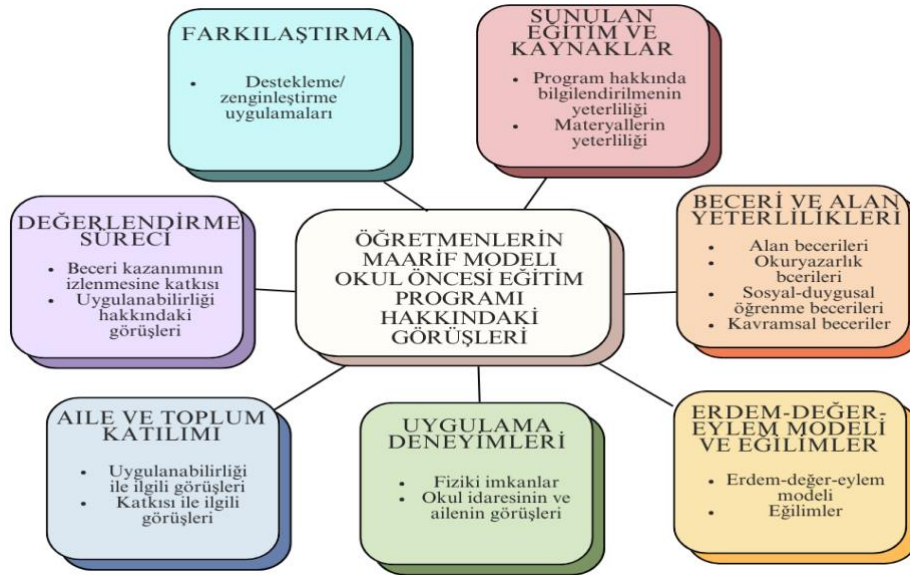 FARKILAŞTIRMA
• Destekleme/
zenginleştirme
uygulamaları
SUNULAN
EĞİTİM VE
KAYNAKLAR
• Program hakkında
bilgilendirilmenin
yeterliliği
• Materyallerin
yeterliliği
DEĞERLENDİRME
SÜRECİ
• Beceri kazanımının
izlenmesine katkısı
• Uygulanabilirliği
hakkındaki
görüşleri
ÖĞRETMENLERİN
MAARİF MODELİ
OKUL ÖNCESİ EĞİTİM
PROGRAMI
HAKKINDAKİ
GÖRÜŞLERİ
BECERİ VE ALAN
YETERLİLİKLERİ
• Alan becerileri
• Okuryazarlık
bcerileri
• Sosyal-duygusal
öğrenme becerileri
• Kavramsal beceriler
AILE VE TOPLUM
KATILIMI
• Uygulanabilirliği
ile ilgili görüşleri
• Katkısı ile ilgili
görüşleri
UYGULAMA
DENEYİMLERİ
• Fiziki imkanlar
• Okul idaresinin ve
ailenin görüşleri
ERDEM-DEĞER-
EYLEM MODELİ
VE EĞİLİMLER
• Erdem-değer-eylem
modeli
• Eğilimler